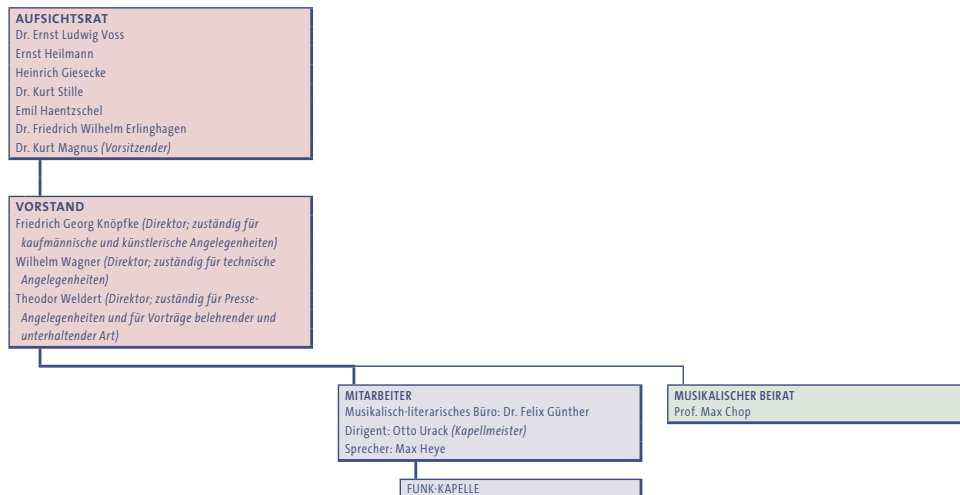 AUFSICHTSRAT
Dr. Ernst Ludwig Voss
Ernst Heilmann
Heinrich Giesecke
Dr. Kurt Stille
Emil Haentzschel
Dr. Friedrich Wilhelm Erlinghagen
Dr. Kurt Magnus (Vorsitzender)
VORSTAND
Friedrich Georg Knöpfke (Direktor; zuständig für
kaufmännische und künstlerische Angelegenheiten)
Wilhelm Wagner (Direktor; zuständig für technische
Angelegenheiten)
Theodor Weldert (Direktor; zuständig für Presse-
Angelegenheiten und für Vorträge belehrender und
unterhaltender Art)
MITARBEITER
Musikalisch-literarisches Büro: Dr. Felix Günther
Dirigent: Otto Urack (Kapellmeister)
Sprecher: Max Heye
MUSIKALISCHER BEIRAT
Prof. Max Chop
FUNK-KAPELLE